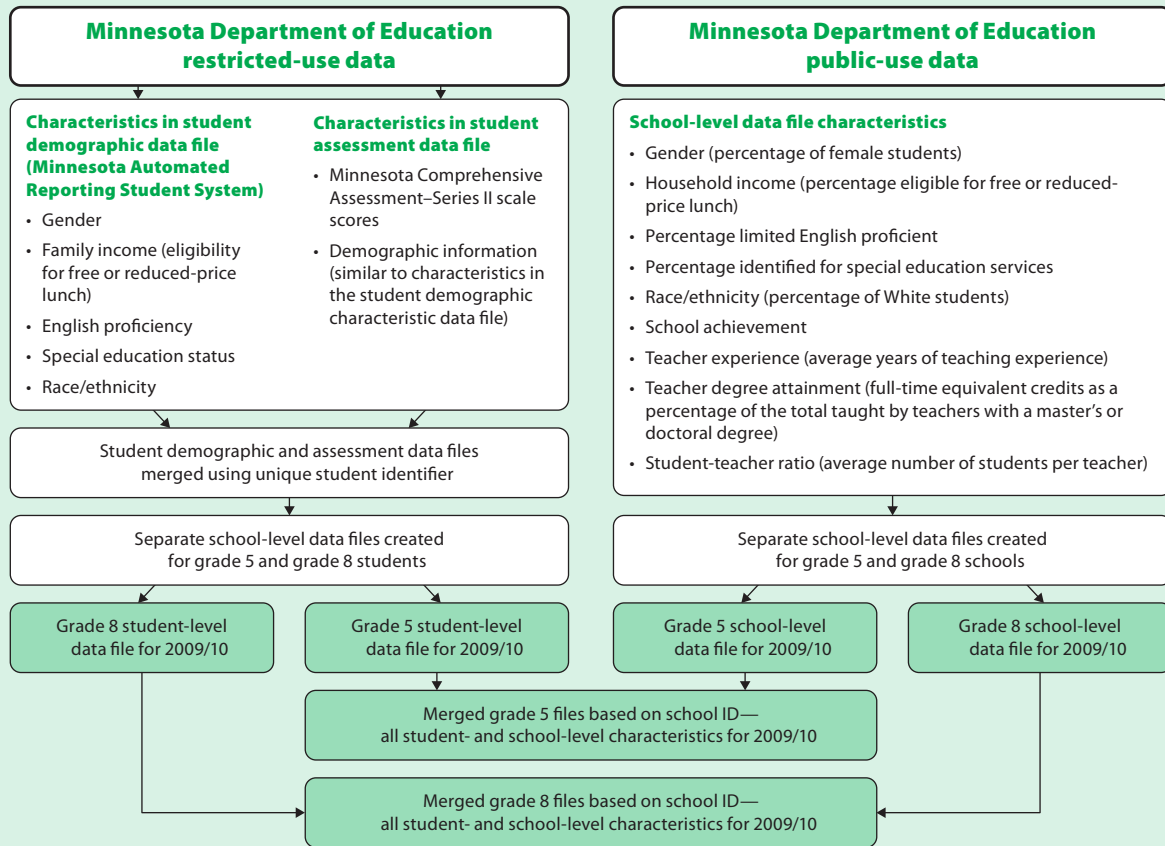 Minnesota Department of Education
restricted-use data
Characteristics in student
demographic data file
(Minnesota Automated
Reporting Student System)
• Gender
• Family income (eligibility
for free or reduced-price
lunch)
• English proficiency
• Special education status
• Race/ethnicity
Characteristics in student
assessment data file
• Minnesota Comprehensive
Assessment–Series II scale
scores
• Demographic information
(similar to characteristics in
the student demographic
characteristic data file)
Student demographic and assessment data files
merged using unique student identifier
Separate school-level data files created
for grade 5 and grade 8 students
Minnesota Department of Education
public-use data
School-level data file characteristics
• Gender (percentage of female students)
• Household income (percentage eligible for free or reduced-
price lunch)
• Percentage limited English proficient
• Percentage identified for special education services
• Race/ethnicity (percentage of White students)
• School achievement
• Teacher experience (average years of teaching experience)
• Teacher degree attainment (full-time equivalent credits as a
percentage of the total taught by teachers with a master’s or
doctoral degree)
• Student-teacher ratio (average number of students per teacher)
Separate school-level data files created
for grade 5 and grade 8 schools
Grade 8 student-level
data file for 2009/10
Grade 5 student-level
data file for 2009/10
Grade 5 school-level
data file for 2009/10
Grade 8 school-level
data file for 2009/10
Merged grade 5 files based on school ID—
all student- and school-level characteristics for 2009/10
Merged grade 8 files based on school ID—
all student- and school-level characteristics for 2009/10